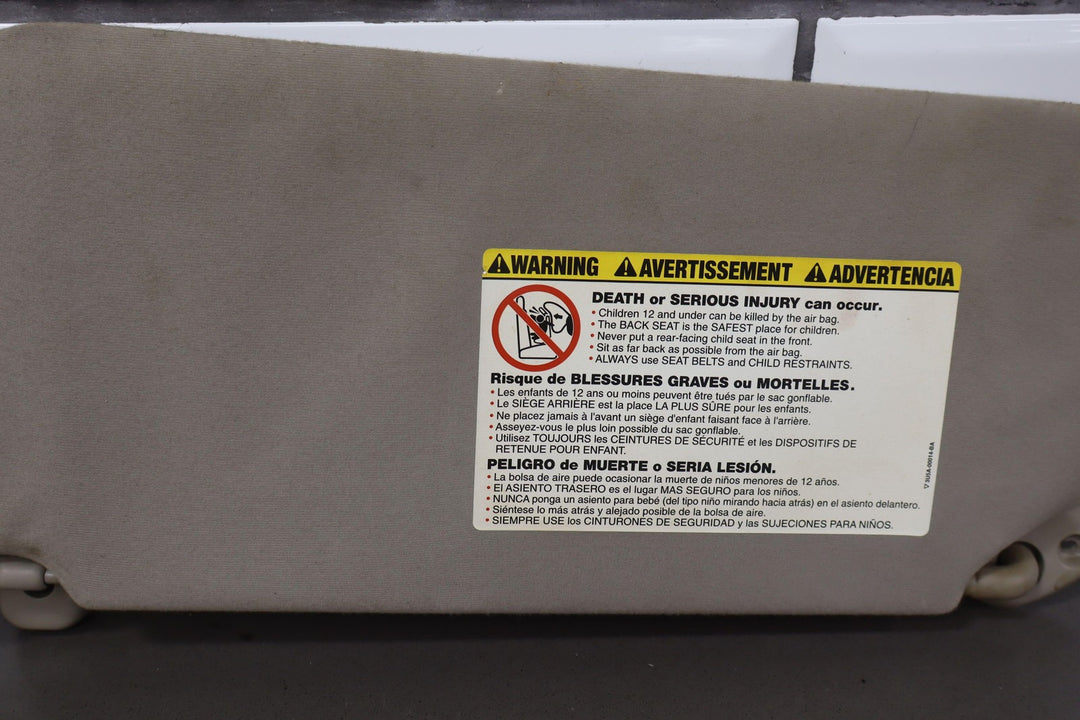 WARNING AVERTISSEMENT ADVERTENCIA
DEATH or SERIOUS INJURY can occur.
• Children 12 and under can be killed by the air bag.
• The BACK SEAT is the SAFEST place for children.
• Never put a rear-facing child seat in the front.
• Sit as far back as possible from the air bag.
• ALWAYS use SEAT BELTS and CHILD RESTRAINTS.
Risque de BLESSURES GRAVES ou MORTELLES.
• Les enfants de 12 ans ou moins peuvent être tués par le sac gonflable.
• Le SIÈGE ARRIÈRE est la place LA PLUS SÛRE pour les enfants.
• Ne placez jamais à l'avant un siège d'enfant faisant face à l'arrière.
• Asseyez-vous le plus loin possible du sac gonflable.
• Utilisez TOUJOURS les CEINTURES DE SÉCURITÉ et les DISPOSITIFS DE
RETENUE POUR ENFANT.
PELIGRO de MUERTE o SERIA LESIÓN.
• La bolsa de aire puede ocasionar la muerte de niños menores de 12 años.
• El ASIENTO TRASERO es el lugar MAS SEGURO para los niños.
• NUNCA ponga un asiento para bebé (del tipo niño mirando hacia atrás) en el asiento delantero.
• Siéntese lo más atrás y alejado posible de la bolsa de aire.
• SIEMPRE USE los CINTURONES DE SEGURIDAD y las SUJECIONES PARA NIÑOS.